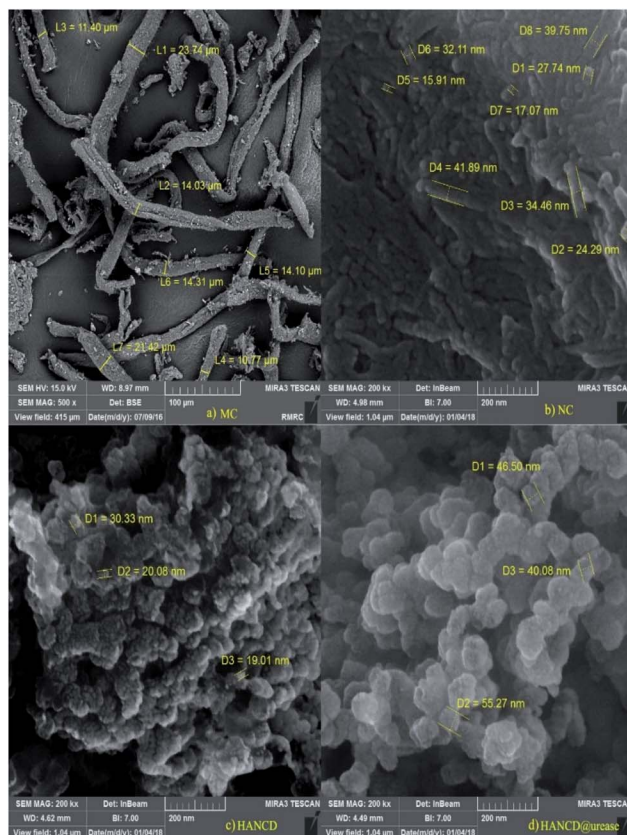 L3 = 11.40 µm
L1 = 23.74 µm
L2 = 14.03 µm
L5 = 14.10 µm
L6 = 14.31 µm
L7 = 21.42 µm
L4 = 10.77 µm
SEM HV: 15.0 kV WD: 8.97 mm MIRA3 TESCAN
SEM MAG: 500 x Det: BSE 100 µm
View field: 415 µm Date(m/d/y): 07/09/16 a) MC RMRC
D8 = 39.75 nm
D6 = 32.11 nm
D1 = 27.74 nm
D5 = 15.91 nm
D7 = 17.07 nm
D4 = 41.89 nm
D3 = 34.46 nm
D2 = 24.29 nm
SEM MAG: 200 kx Det: InBeam MIRA3 TESCAN
WD: 4.98 mm BI: 7.00 200 nm
View field: 1.04 µm Date(m/d/y): 01/04/18 b) NC
D1 = 30.33 nm
D2 = 20.08 nm
D3 = 19.01 nm
SEM MAG: 200 kx Det: InBeam MIRA3 TESCAN
WD: 4.62 mm BI: 7.00 200 nm
View field: 1.04 µm Date(m/d/y): 01/04/18 c) HANCD
D1 = 46.50 nm
D3 = 40.08 nm
D2 = 55.27 nm
SEM MAG: 200 kx Det: InBeam MIRA3 TESCAN
WD: 4.49 mm BI: 7.00 200 nm
View field: 1.04 µm Date(m/d/y): 01/04/18 d) HANCD@urease